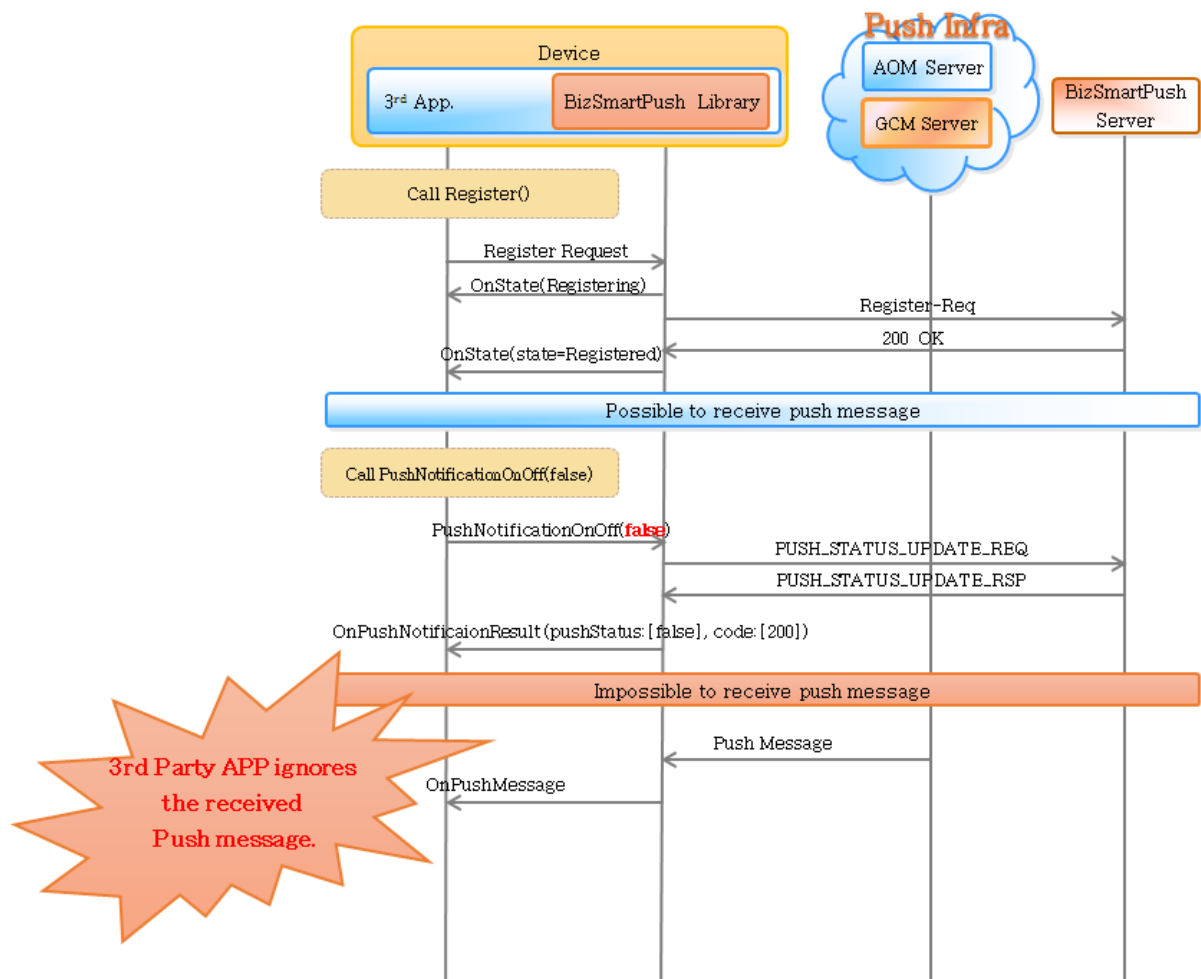 Push Infra
Device
AOM Server
3rd App.
BizSmartPush Library
BizSmartPush
Server
GCM Server
Call Register()
Register Request
OnState(Registering)
Register-Req
200 OK
OnState(state=Registered)
Possible to receive push message
Call PushNotificationOnOff(false)
PushNotificationOnOff(false)
PUSH_STATUS_UPDATE_REQ
PUSH_STATUS_UPDATE_RSP
OnPushNotificaionResult(pushStatus:[false], code:[200])
Impossible to receive push message
Push Message
3rd Party APP ignores
the received
Push message.
OnPushMessage